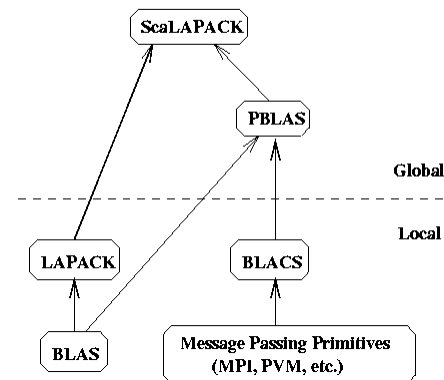 ScaLAPACK
PBLAS
Global
Local
LAPACK
BLACS
BLAS
Message Passing Primitives
(MPI, PVM, etc.)